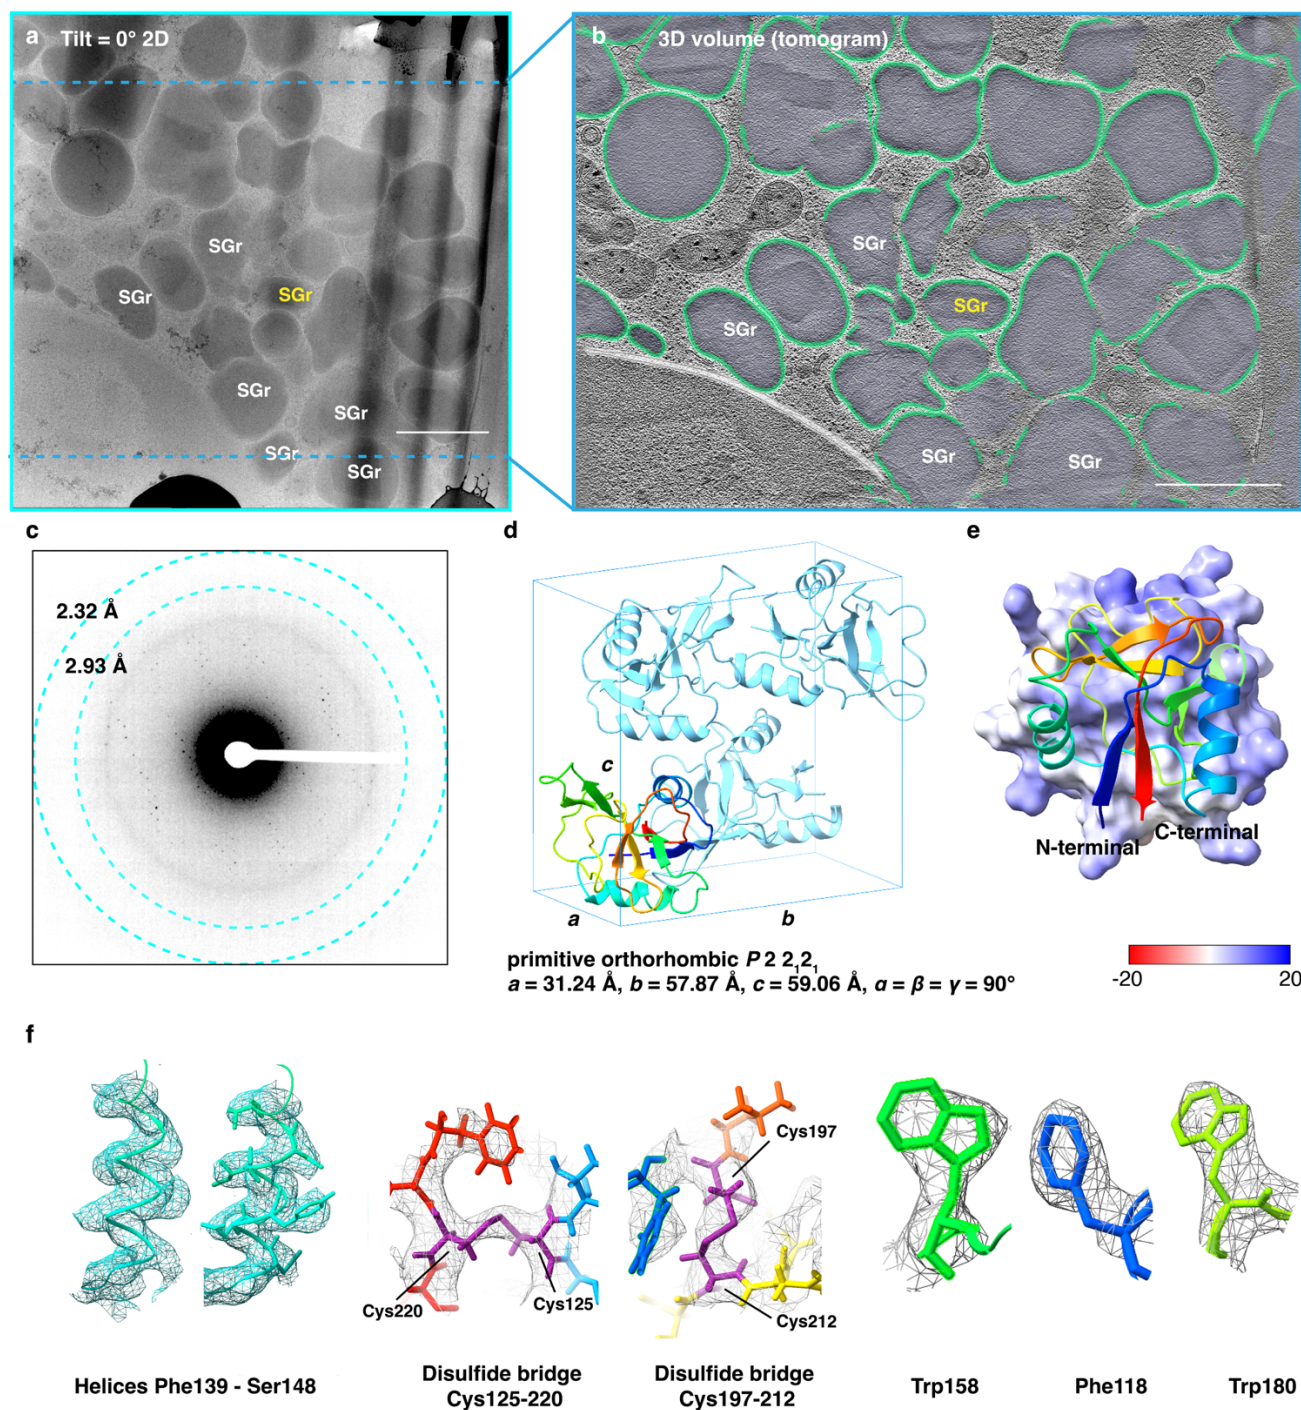 a Tilt = 0° 2D
SGr
SGr
SGr
SGr
SGr
SGr
SGr
b 3D volume (tomogram)
SGr
SGr
SGr
SGr
SGr
c
2.32 Å
2.93 Å
d
c
a
b
primitive orthorhombic P 2 2₁2₁
a = 31.24 Å, b = 57.87 Å, c = 59.06 Å, α = β = γ = 90°
e
N-terminal
C-terminal
-20 20
f
Helices Phe139 - Ser148
Cys220
Cys125
Disulfide bridge
Cys125-220
Cys197
Cys212
Disulfide bridge
Cys197-212
Trp158
Phe118
Trp180